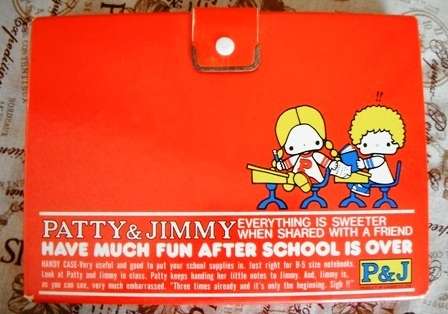 !!
PATTY & JIMMY EVERYTHING IS SWEETER
WHEN SHARED WITH A FRIEND
HAVE MUCH FUN AFTER SCHOOL IS OVER
HANDY CASE-Very useful and good to put your school supplies in. Just right for B-5 size notebooks.
Look at Patty and Jimmy in class. Patty keeps handing her little notes to Jimmy. And, Jimmy is,
as you can see, very much embarrassed. "Three times already and it's only the beginning. Sigh !!"
P&J